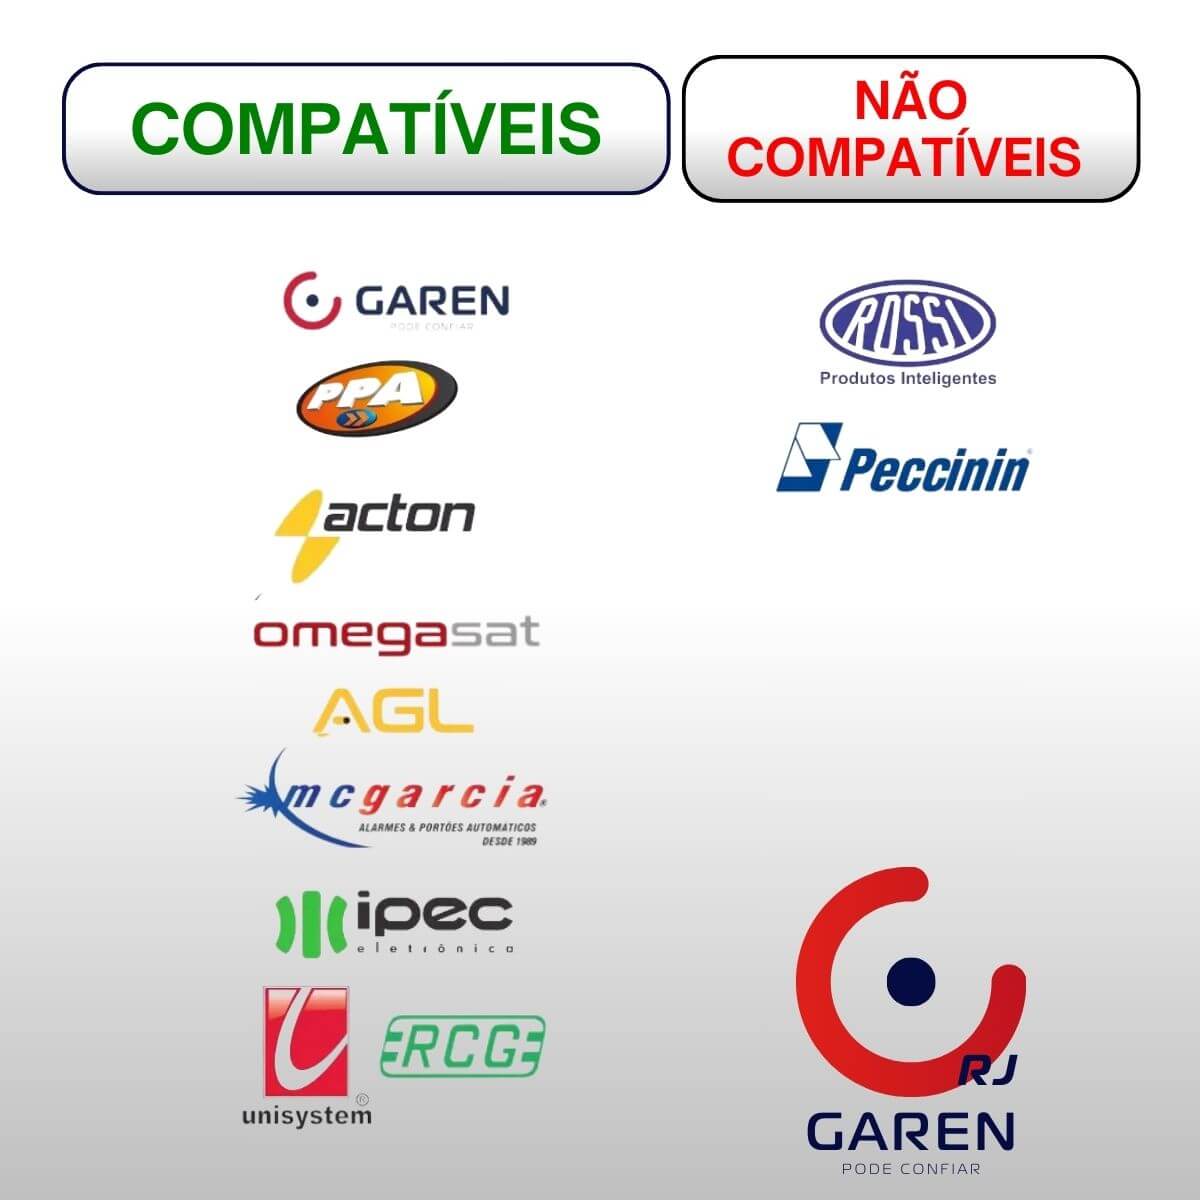 COMPATÍVEIS
NÃO
COMPATÍVEIS
GAREN
PODE CONFIAR
PPA
acton
omegasat
AGL
mcgarcia®
ALARMES & PORTÕES AUTOMÁTICOS
DESDE 1989
ipec
eletrônica
unisystem®
RCG
ROSSI
Produtos Inteligentes
Peccinin®
RJ
GAREN
PODE CONFIAR